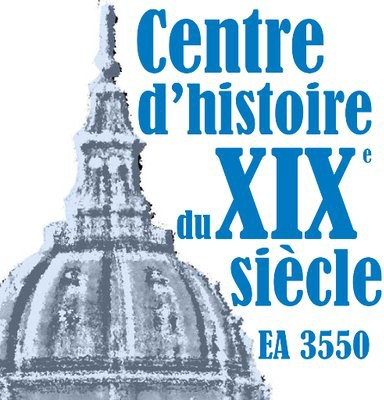 Centre
d'histoire
du XIXe
siècle
EA 3550